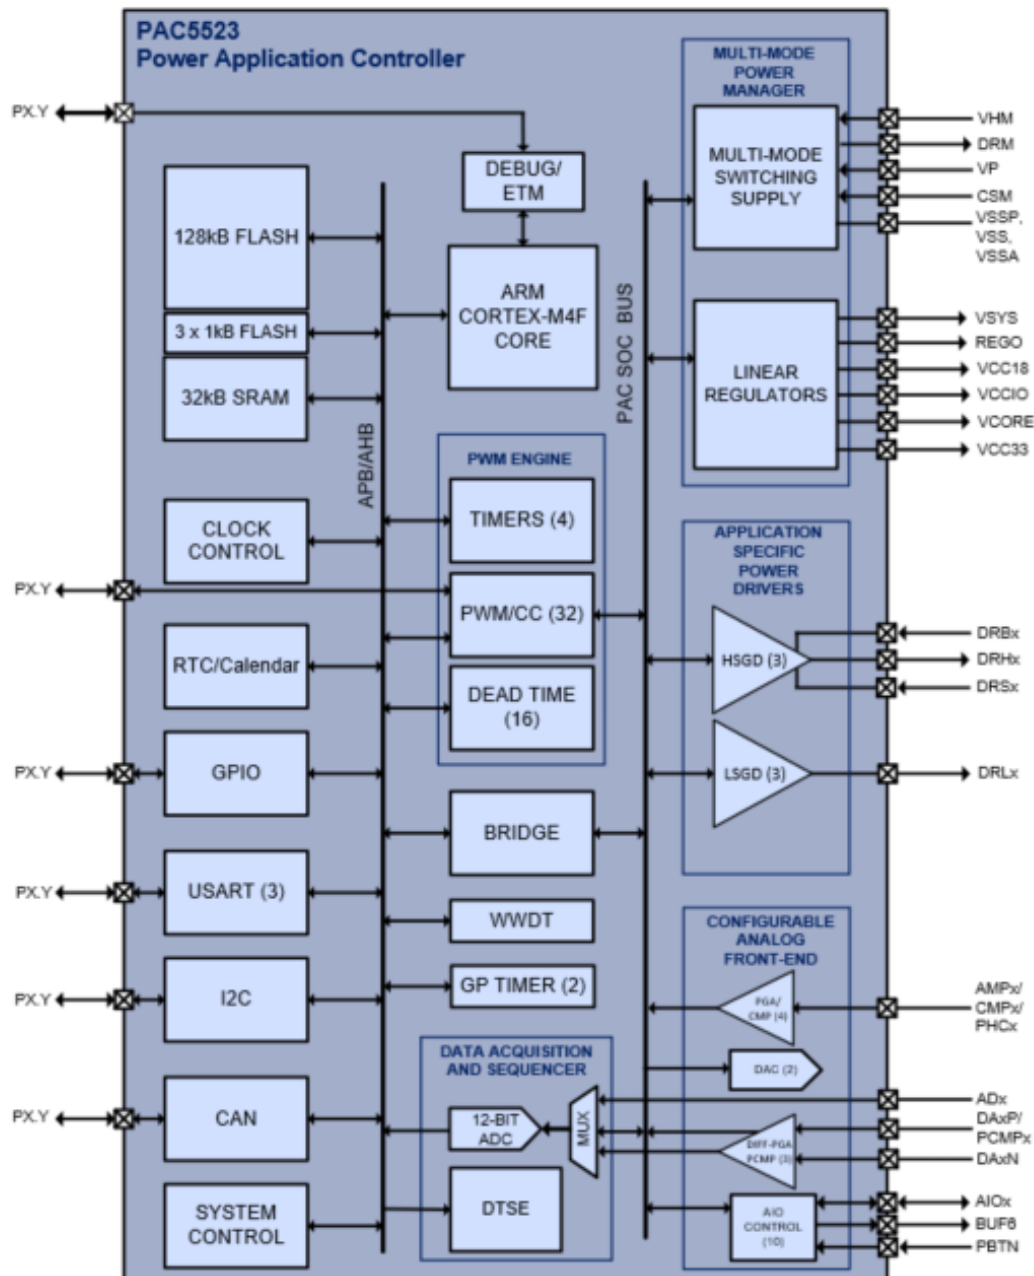 PAC5523
Power Application Controller
PX.Y
DEBUG/
ETM
128kB FLASH
3 x 1kB FLASH
32kB SRAM
ARM
CORTEX-M4F
CORE
APB/AHB
PAC SOC BUS
CLOCK
CONTROL
PX.Y
RTC/Calendar
PX.Y
GPIO
PX.Y
USART (3)
PX.Y
I2C
PX.Y
CAN
SYSTEM
CONTROL
PWM ENGINE
TIMERS (4)
PWM/CC (32)
DEAD TIME
(16)
BRIDGE
WWDT
GP TIMER (2)
DATA ACQUISITION
AND SEQUENCER
12-BIT
ADC
MUX
DTSE
MULTI-MODE
POWER
MANAGER
MULTI-MODE
SWITCHING
SUPPLY
VHM
DRM
VP
CSM
VSSP,
VSS,
VSSA
LINEAR
REGULATORS
VSYS
REGO
VCC18
VCCIO
VCORE
VCC33
APPLICATION
SPECIFIC
POWER
DRIVERS
HSGD (3)
DRBx
DRHx
DRSx
LSGD (3)
DRLx
CONFIGURABLE
ANALOG
FRONT-END
PGA/
CMP (4)
AMPx/
CMPx/
PHCx
DAC (2)
ADx
DAxP/
PCMPx
DIFF-PGA
PCMP (3)
DAxN
AIO
CONTROL
(10)
AIOx
BUF6
PBTN